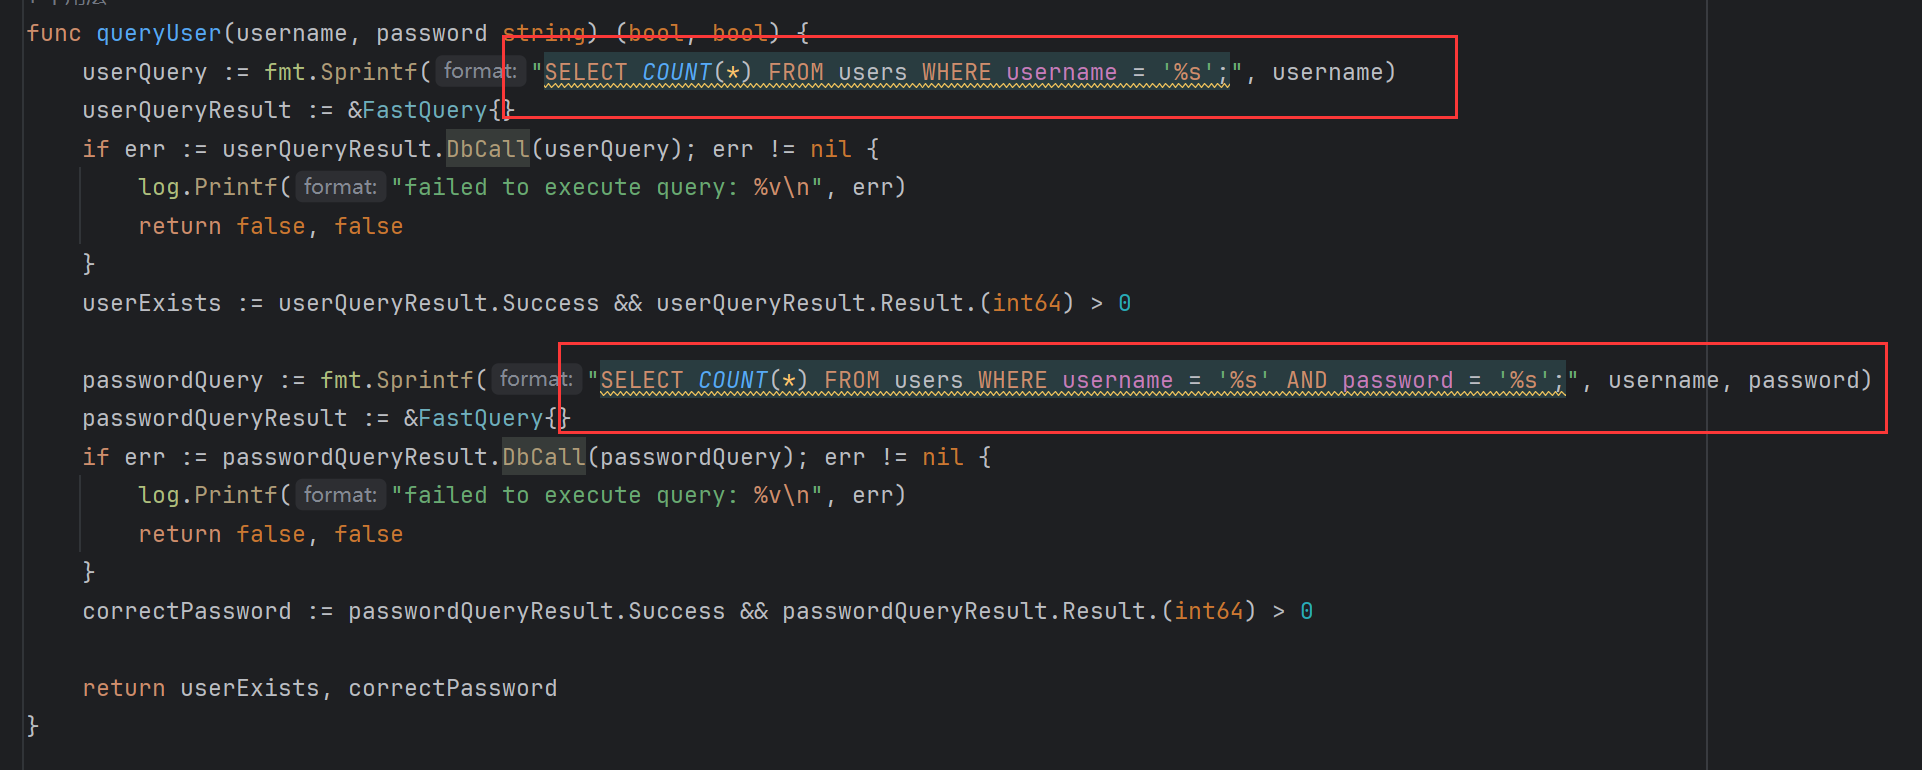 func queryUser(username, password string) (bool, bool) {
    userQuery := fmt.Sprintf( format: "SELECT COUNT(*) FROM users WHERE username = '%s';", username)
    userQueryResult := &FastQuery{}
    if err := userQueryResult.DbCall(userQuery); err != nil {
        log.Printf( format: "failed to execute query: %v\n", err)
        return false, false
    }
    userExists := userQueryResult.Success && userQueryResult.Result.(int64) > 0
    passwordQuery := fmt.Sprintf( format: "SELECT COUNT(*) FROM users WHERE username = '%s' AND password = '%s';", username, password)
    passwordQueryResult := &FastQuery{}
    if err := passwordQueryResult.DbCall(passwordQuery); err != nil {
        log.Printf( format: "failed to execute query: %v\n", err)
        return false, false
    }
    correctPassword := passwordQueryResult.Success && passwordQueryResult.Result.(int64) > 0
    return userExists, correctPassword
}